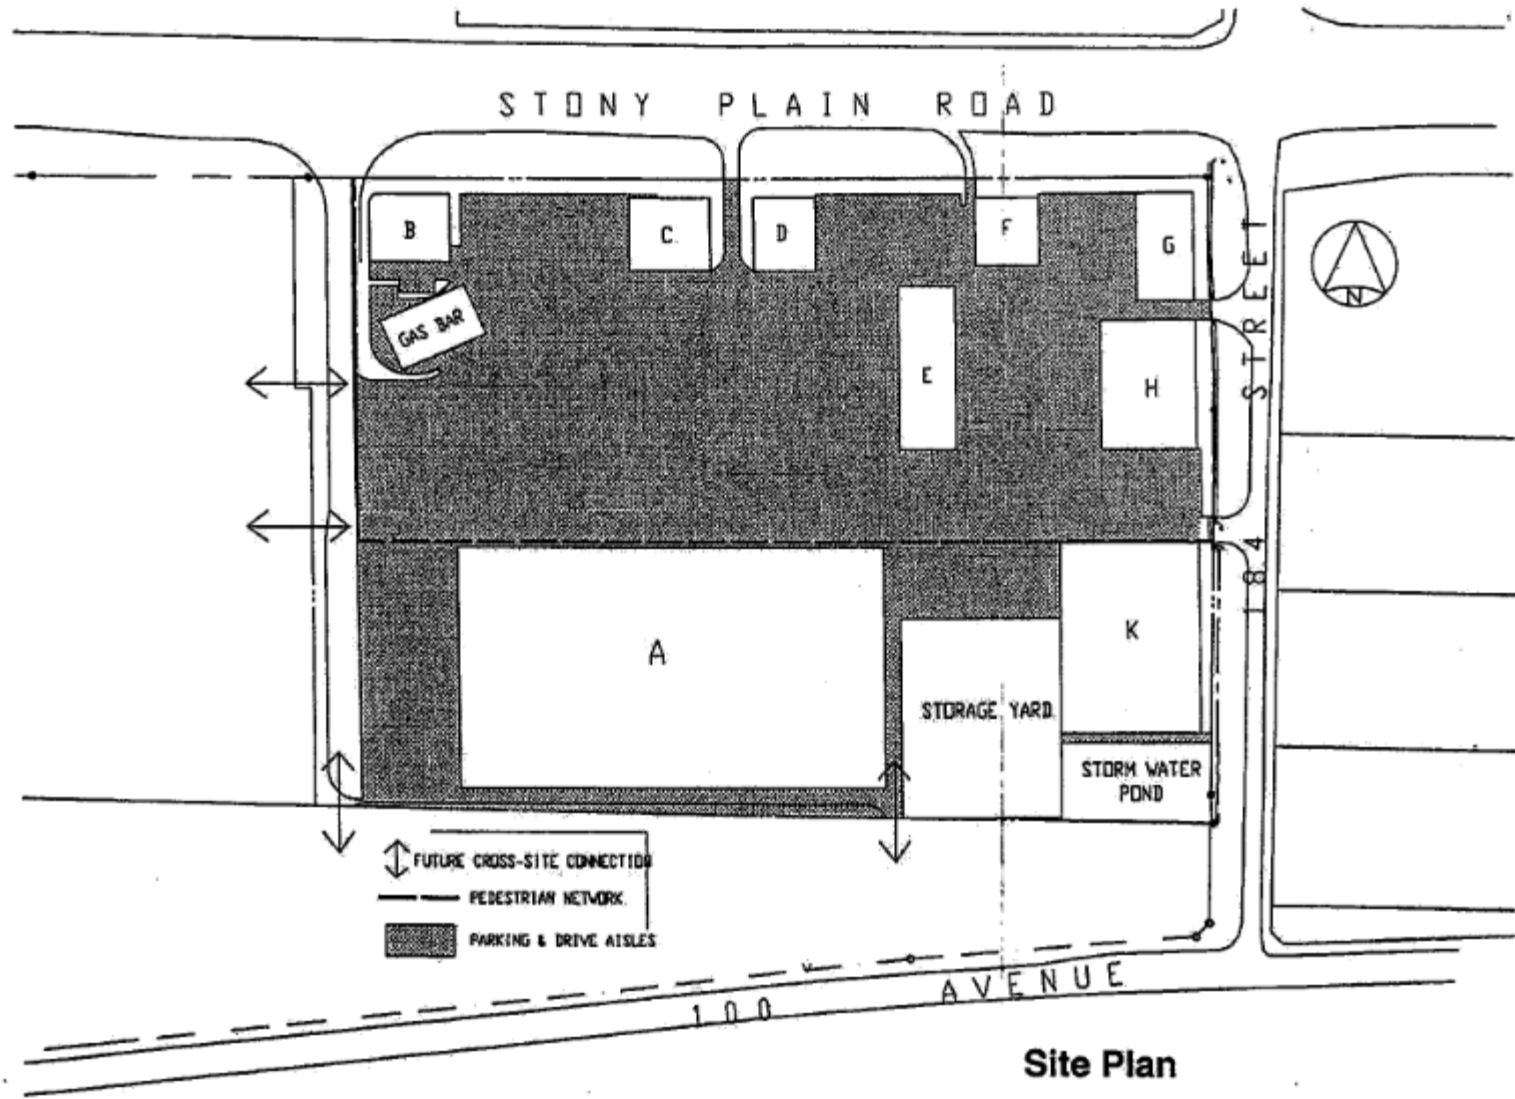 STONY PLAIN ROAD
B
C
D
F
G
GAS BAR
N
E
H
184 STREET
A
K
STORAGE YARD
STORM WATER
POND
FUTURE CROSS-SITE CONNECTION
PEDESTRIAN NETWORK
PARKING & DRIVE AISLES
100 AVENUE
Site Plan